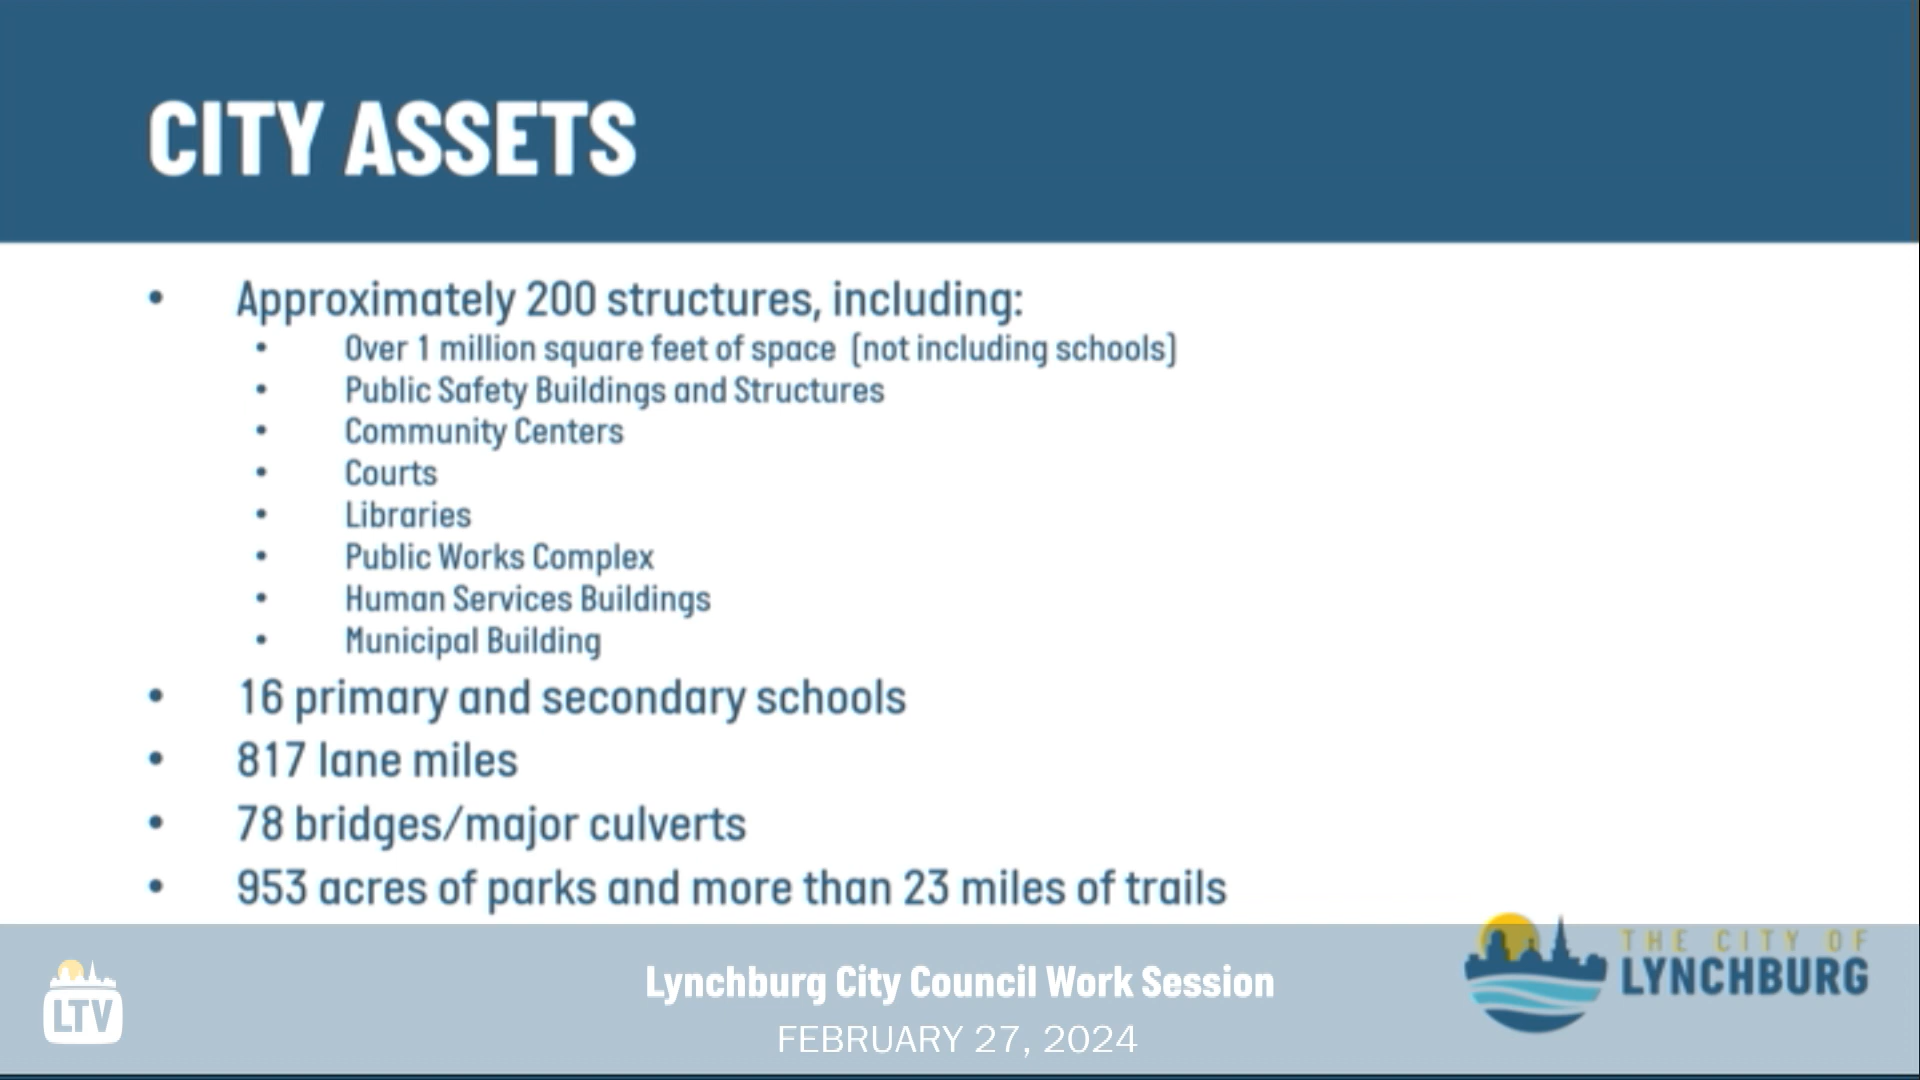 CITY ASSETS
• Approximately 200 structures, including:
• Over 1 million square feet of space (not including schools)
• Public Safety Buildings and Structures
• Community Centers
• Courts
• Libraries
• Public Works Complex
• Human Services Buildings
• Municipal Building
• 16 primary and secondary schools
• 817 lane miles
• 78 bridges/major culverts
• 953 acres of parks and more than 23 miles of trails
LTV
Lynchburg City Council Work Session
FEBRUARY 27, 2024
THE CITY OF
LYNCHBURG